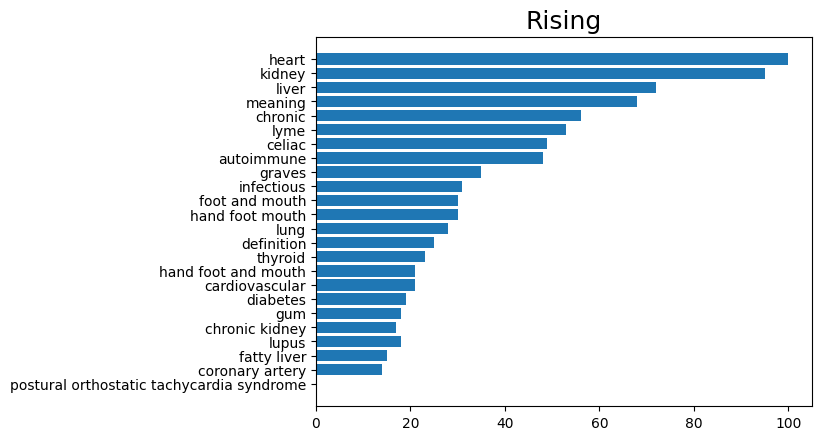 Rising
heart
kidney
liver
meaning
chronic
lyme
celiac
autoimmune
graves
infectious
foot and mouth
hand foot mouth
lung
definition
thyroid
hand foot and mouth
cardiovascular
diabetes
gum
chronic kidney
lupus
fatty liver
coronary artery
postural orthostatic tachycardia syndrome
0 20 40 60 80 100